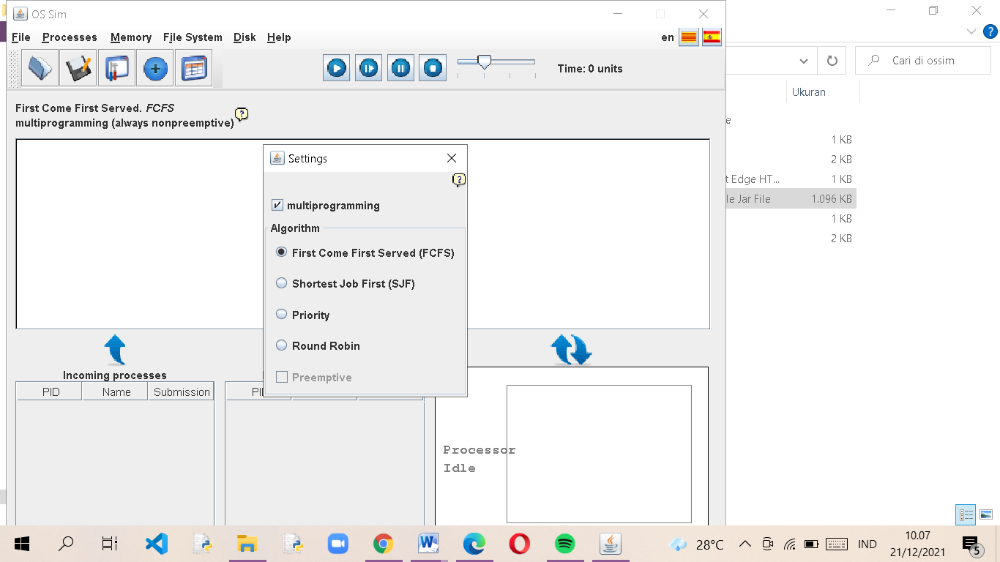 OS Sim
File Processes Memory File System Disk Help
en
Time: 0 units
Cari di ossim
Ukuran
First Come First Served. FCFS
multiprogramming (always nonpreemptive)
?
1 KB
2 KB
t Edge HT... 1 KB
le Jar File 1.096 KB
1 KB
2 KB
Settings
?
multiprogramming
Algorithm
First Come First Served (FCFS)
Shortest Job First (SJF)
Priority
Round Robin
Preemptive
Incoming processes
PID Name Submission
Processor
Idle
28°C
IND
10.07
21/12/2021
5